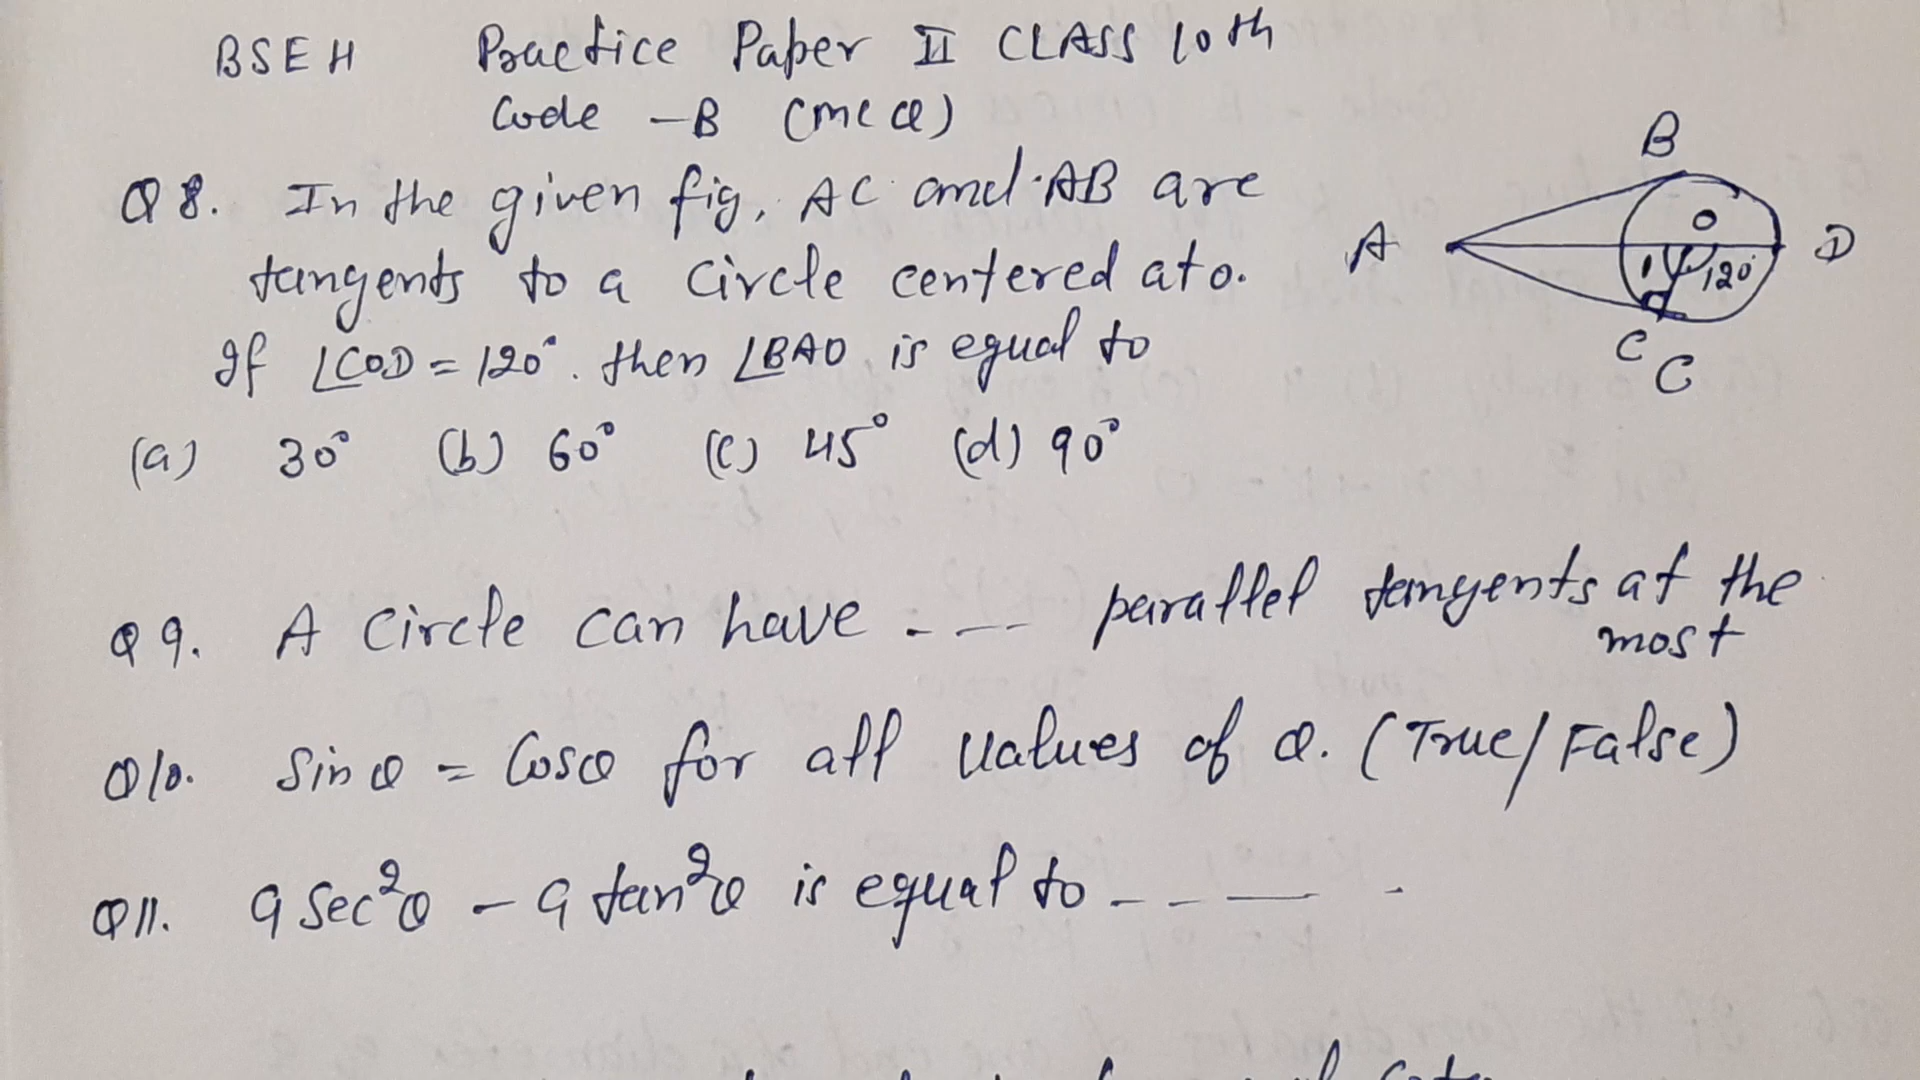 BSEH Practice Paper II CLASS 10th
Code -B (MCQ)
Q 8. In the given fig, AC and AB are
tangents to a circle centered at o.
If ∠COD = 120°. then ∠BAO is equal to
(a) 30° (b) 60° (c) 45° (d) 90°
B
A
O
D
120°
C
C
Q 9. A circle can have - -- parallel tangents at the
most
Q10. Sin θ = Cos θ for all values of θ. (True/False)
Q11. 9 Sec²θ - 9 tan²θ is equal to - - — -